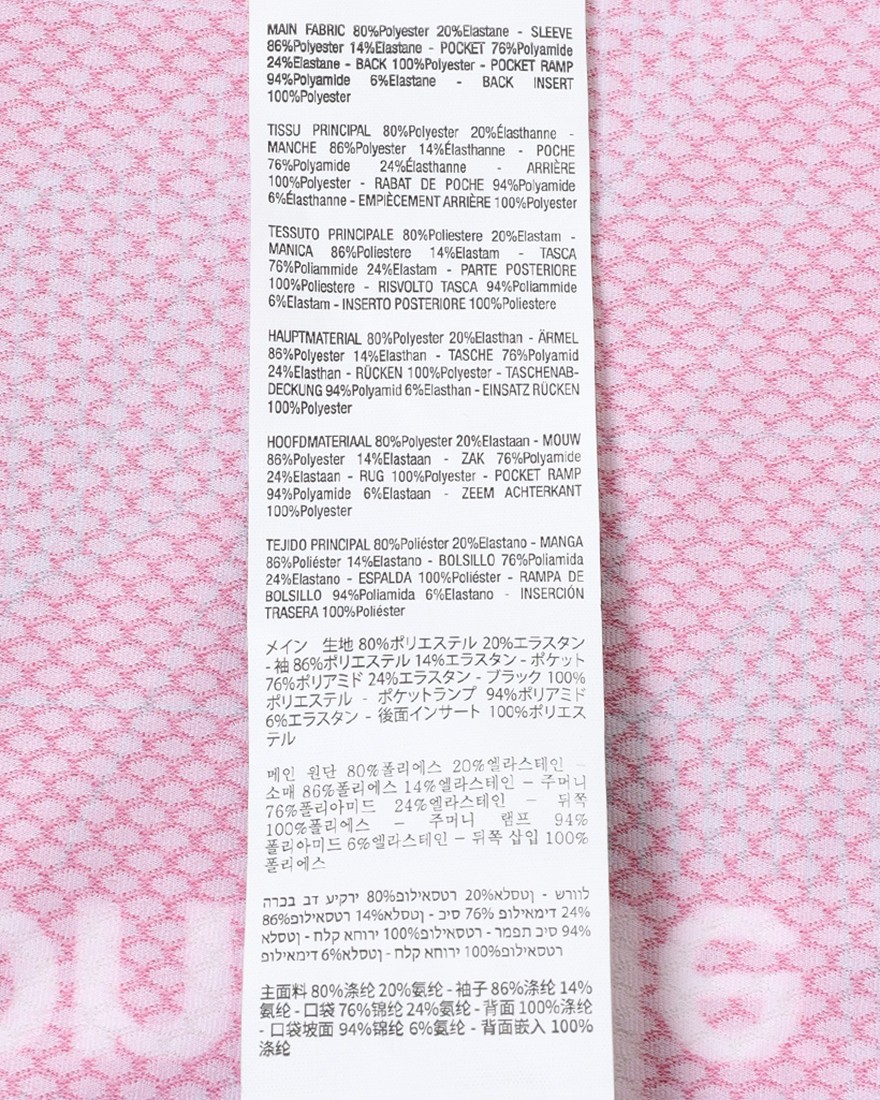 MAIN FABRIC 80%Polyester 20%Elastane - SLEEVE
86%Polyester 14%Elastane - POCKET 76%Polyamide
24%Elastane - BACK 100%Polyester - POCKET RAMP
94%Polyamide 6%Elastane - BACK INSERT
100%Polyester
TISSU PRINCIPAL 80%Polyester 20%Élasthanne -
MANCHE 86%Polyester 14%Élasthanne - POCHE
76%Polyamide 24%Élasthanne - ARRIÈRE
100%Polyester - RABAT DE POCHE 94%Polyamide
6%Élasthanne - EMPIÈCEMENT ARRIÈRE 100%Polyester
TESSUTO PRINCIPALE 80%Poliestere 20%Elastam -
MANICA 86%Poliestere 14%Elastam - TASCA
76%Poliammide 24%Elastam - PARTE POSTERIORE
100%Poliestere - RISVOLTO TASCA 94%Poliammide
6%Elastam - INSERTO POSTERIORE 100%Poliestere
HAUPTMATERIAL 80%Polyester 20%Elasthan - ÄRMEL
86%Polyester 14%Elasthan - TASCHE 76%Polyamid
24%Elasthan - RÜCKEN 100%Polyester - TASCHENAB-
DECKUNG 94%Polyamid 6%Elasthan - EINSATZ RÜCKEN
100%Polyester
HOOFDMATERIAAL 80%Polyester 20%Elastaan - MOUW
86%Polyester 14%Elastaan - ZAK 76%Polyamide
24%Elastaan - RUG 100%Polyester - POCKET RAMP
94%Polyamide 6%Elastaan - ZEEM ACHTERKANT
100%Polyester
TEJIDO PRINCIPAL 80%Poliéster 20%Elastano - MANGA
86%Poliéster 14%Elastano - BOLSILLO 76%Poliamida
24%Elastano - ESPALDA 100%Poliéster - RAMPA DE
BOLSILLO 94%Poliamida 6%Elastano - INSERCIÓN
TRASERA 100%Poliéster
メイン 生地 80%ポリエステル 20%エラスタン
- 袖 86%ポリエステル 14%エラスタン - ポケット
76%ポリアミド 24%エラスタン - ブラック 100%
ポリエステル - ポケットランプ 94%ポリアミド
6%エラスタン - 後面インサート 100%ポリエス
テル
메인 원단 80%폴리에스 20%엘라스테인 -
소매 86%폴리에스 14%엘라스테인 - 주머니
76%폴리아미드 24%엘라스테인 - 뒤쪽
100%폴리에스 - 주머니 램프 94%
폴리아미드 6%엘라스테인 - 뒤쪽 삽입 100%
폴리에스
主面料 80%涤纶 20%氨纶 - 袖子 86%涤纶 14%
氨纶 - 口袋 76%锦纶 24%氨纶 - 背面 100%涤纶
- 口袋坡面 94%锦纶 6%氨纶 - 背面嵌入 100%
涤纶